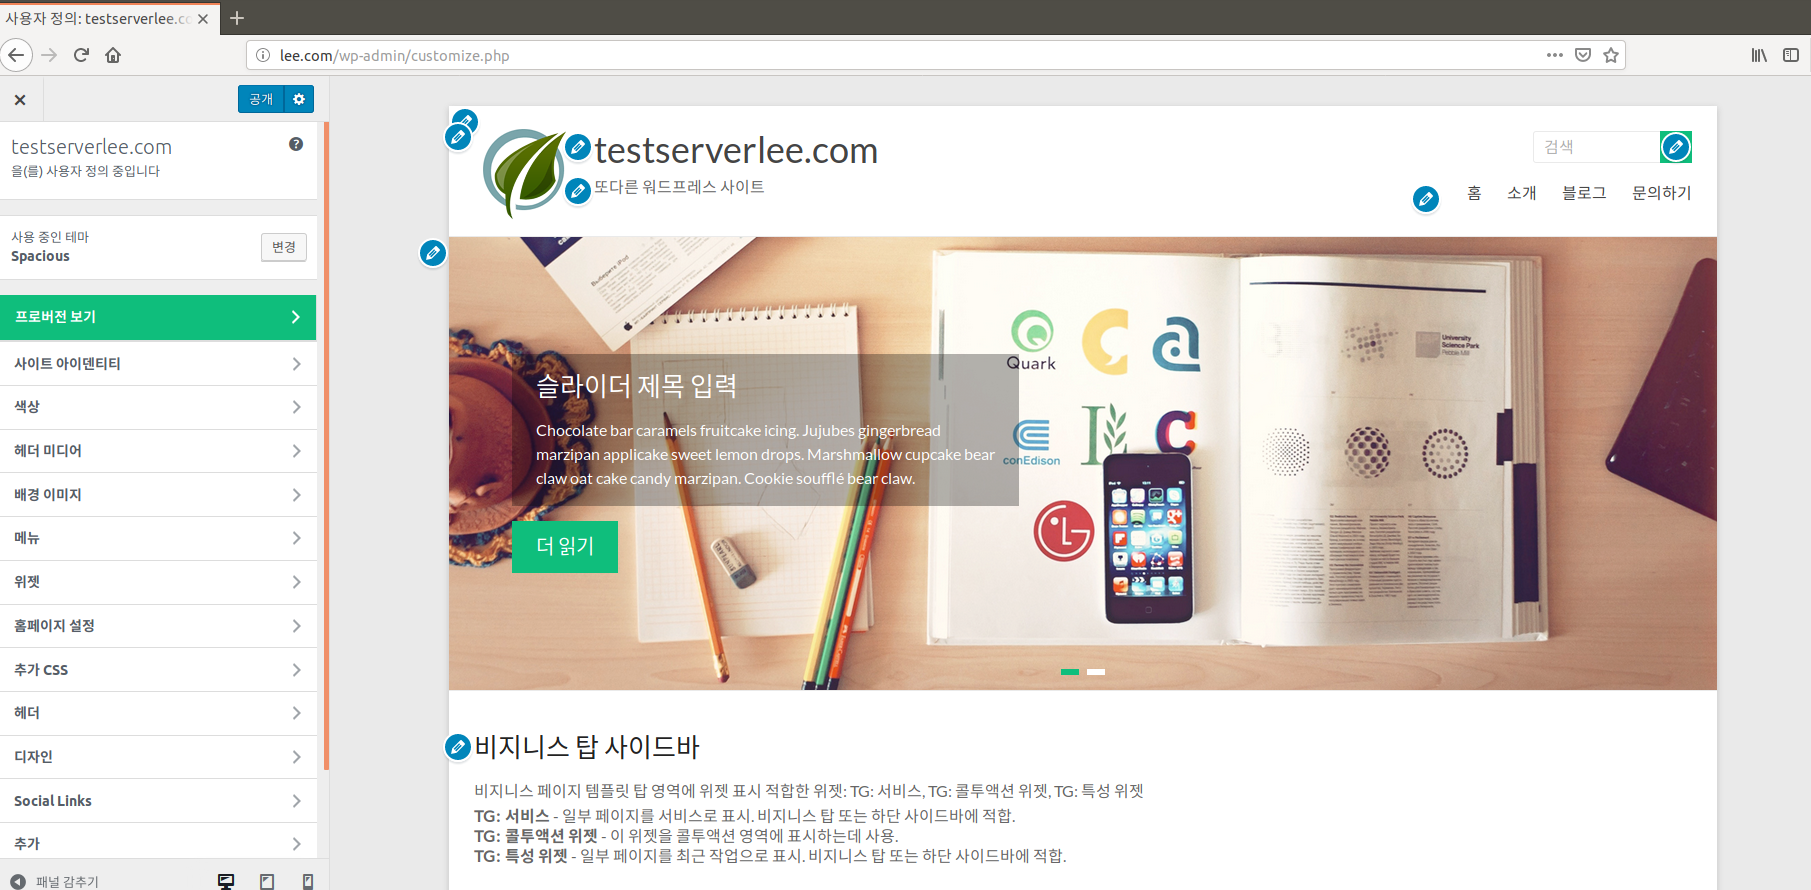 사용자 정의: testserverlee.co
lee.com/wp-admin/customize.php
공개
testserverlee.com
을(를) 사용자 정의 중입니다
사용 중인 테마
Spacious
변경
프로버전 보기
사이트 아이덴티티
색상
헤더 미디어
배경 이미지
메뉴
위젯
홈페이지 설정
추가 CSS
헤더
디자인
Social Links
추가
패널 감추기
testserverlee.com
또다른 워드프레스 사이트
검색
홈 소개 블로그 문의하기
Quark
conEdison
University
Science Park
슬라이더 제목 입력
Chocolate bar caramels fruitcake icing. Jujubes gingerbread
marzipan applicake sweet lemon drops. Marshmallow cupcake bear
claw oat cake candy marzipan. Cookie soufflé bear claw.
더 읽기
비지니스 탑 사이드바
비지니스 페이지 템플릿 탑 영역에 위젯 표시 적합한 위젯: TG: 서비스, TG: 콜투액션 위젯, TG: 특성 위젯
TG: 서비스 - 일부 페이지를 서비스로 표시. 비지니스 탑 또는 하단 사이드바에 적합.
TG: 콜투액션 위젯 - 이 위젯을 콜투액션 영역에 표시하는데 사용.
TG: 특성 위젯 - 일부 페이지를 최근 작업으로 표시. 비지니스 탑 또는 하단 사이드바에 적합.